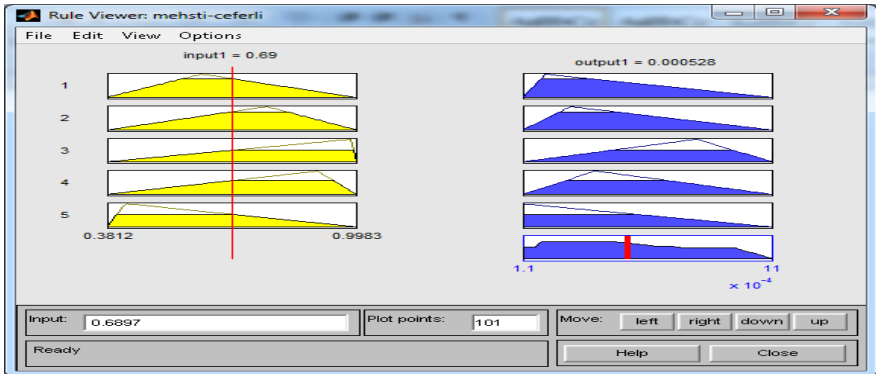 Rule Viewer: mehsti-ceferli
File Edit View Options
input1 = 0.69
output1 = 0.000528
1
2
3
4
5
0.3812 0.9983
1.1 11
x 10^-4
Input: 0.6897 Plot points: 101 Move: left right down up
Ready Help Close